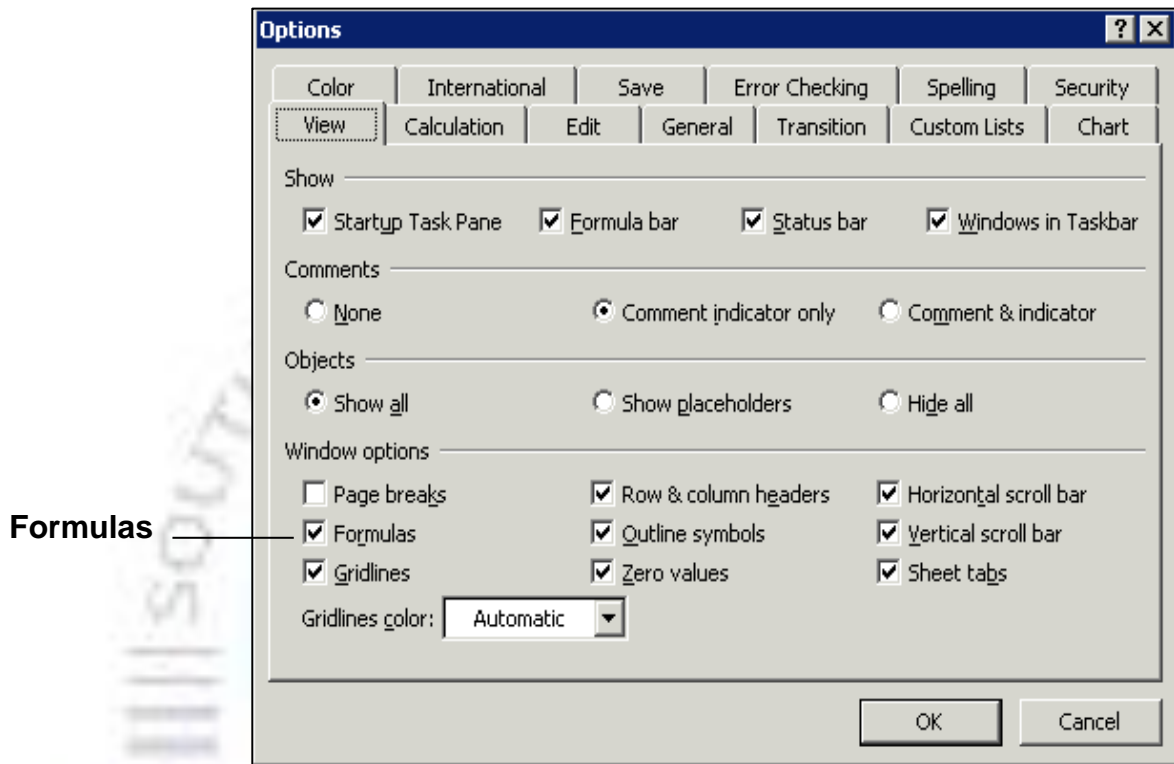 Options
Color International Save Error Checking Spelling Security
View Calculation Edit General Transition Custom Lists Chart
Show
Startup Task Pane Formula bar Status bar Windows in Taskbar
Comments
None Comment indicator only Comment & indicator
Objects
Show all Show placeholders Hide all
Window options
Page breaks Row & column headers Horizontal scroll bar
Formulas Formulas Outline symbols Vertical scroll bar
Gridlines Zero values Sheet tabs
Gridlines color: Automatic
OK Cancel